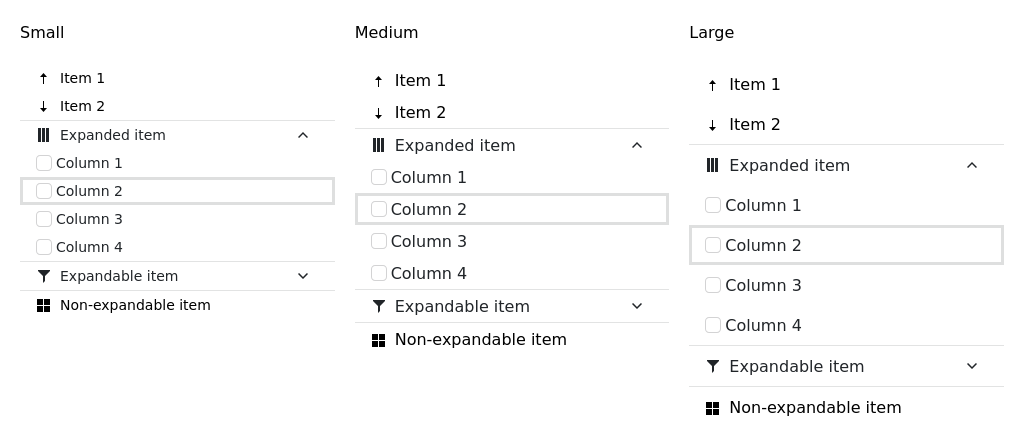 Small
Item 1
Item 2
Expanded item
Column 1
Column 2
Column 3
Column 4
Expandable item
Non-expandable item
Medium
Item 1
Item 2
Expanded item
Column 1
Column 2
Column 3
Column 4
Expandable item
Non-expandable item
Large
Item 1
Item 2
Expanded item
Column 1
Column 2
Column 3
Column 4
Expandable item
Non-expandable item